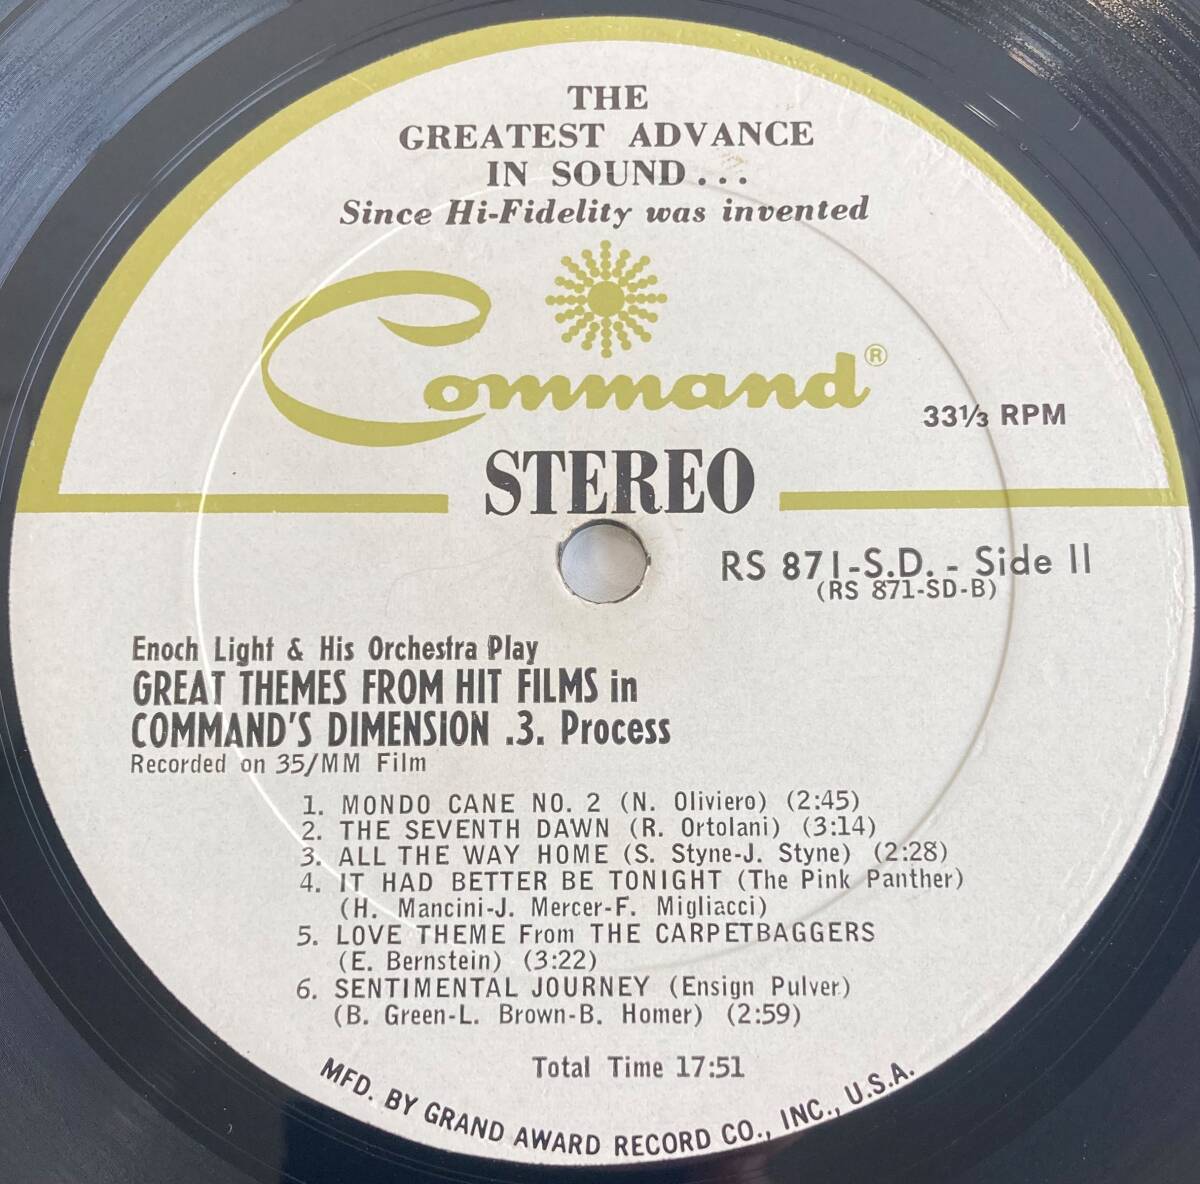 THE
GREATEST ADVANCE
IN SOUND...
Since Hi-Fidelity was invented
Command®
33⅓ RPM
STEREO
RS 871-S.D. - Side II
(RS 871-SD-B)
Enoch Light & His Orchestra Play
GREAT THEMES FROM HIT FILMS in
COMMAND'S DIMENSION .3. Process
Recorded on 35/MM Film
1. MONDO CANE NO. 2 (N. Oliviero) (2:45)
2. THE SEVENTH DAWN (R. Ortolani) (3:14)
3. ALL THE WAY HOME (S. Styne-J. Styne) (2:28)
4. IT HAD BETTER BE TONIGHT (The Pink Panther)
(H. Mancini-J. Mercer-F. Migliacci)
5. LOVE THEME From THE CARPETBAGGERS
(E. Bernstein) (3:22)
6. SENTIMENTAL JOURNEY (Ensign Pulver)
(B. Green-L. Brown-B. Homer) (2:59)
Total Time 17:51
MFD. BY GRAND AWARD RECORD CO., INC., U.S.A.